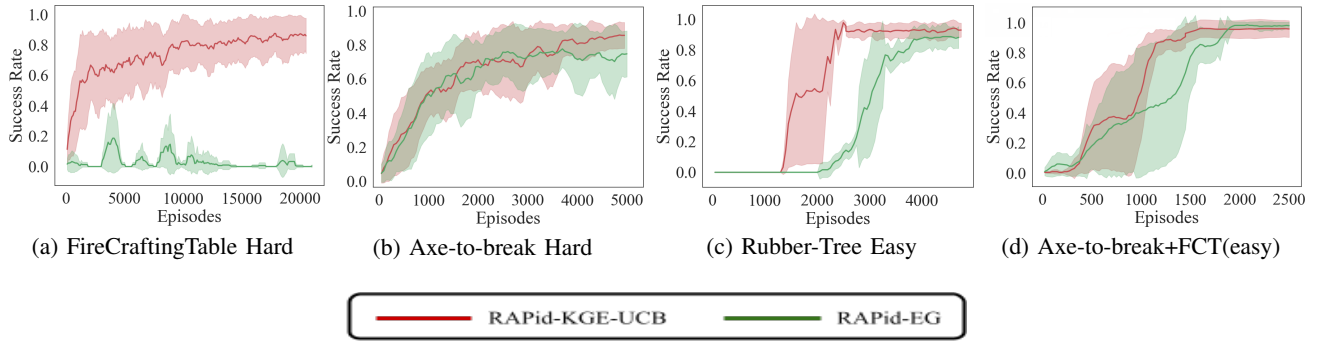 1.0
0.8
0.6
0.4
0.2
0.0
Success Rate
0 5000 10000 15000 20000
Episodes
(a) FireCraftingTable Hard
1.0
0.8
0.6
0.4
0.2
0.0
Success Rate
0 1000 2000 3000 4000 5000
Episodes
(b) Axe-to-break Hard
1.0
0.8
0.6
0.4
0.2
0.0
Success Rate
0 1000 2000 3000 4000
Episodes
(c) Rubber-Tree Easy
1.0
0.8
0.6
0.4
0.2
0.0
Success Rate
0 500 1000 1500 2000 2500
Episodes
(d) Axe-to-break+FCT(easy)
RAPid-KGE-UCB RAPid-EG